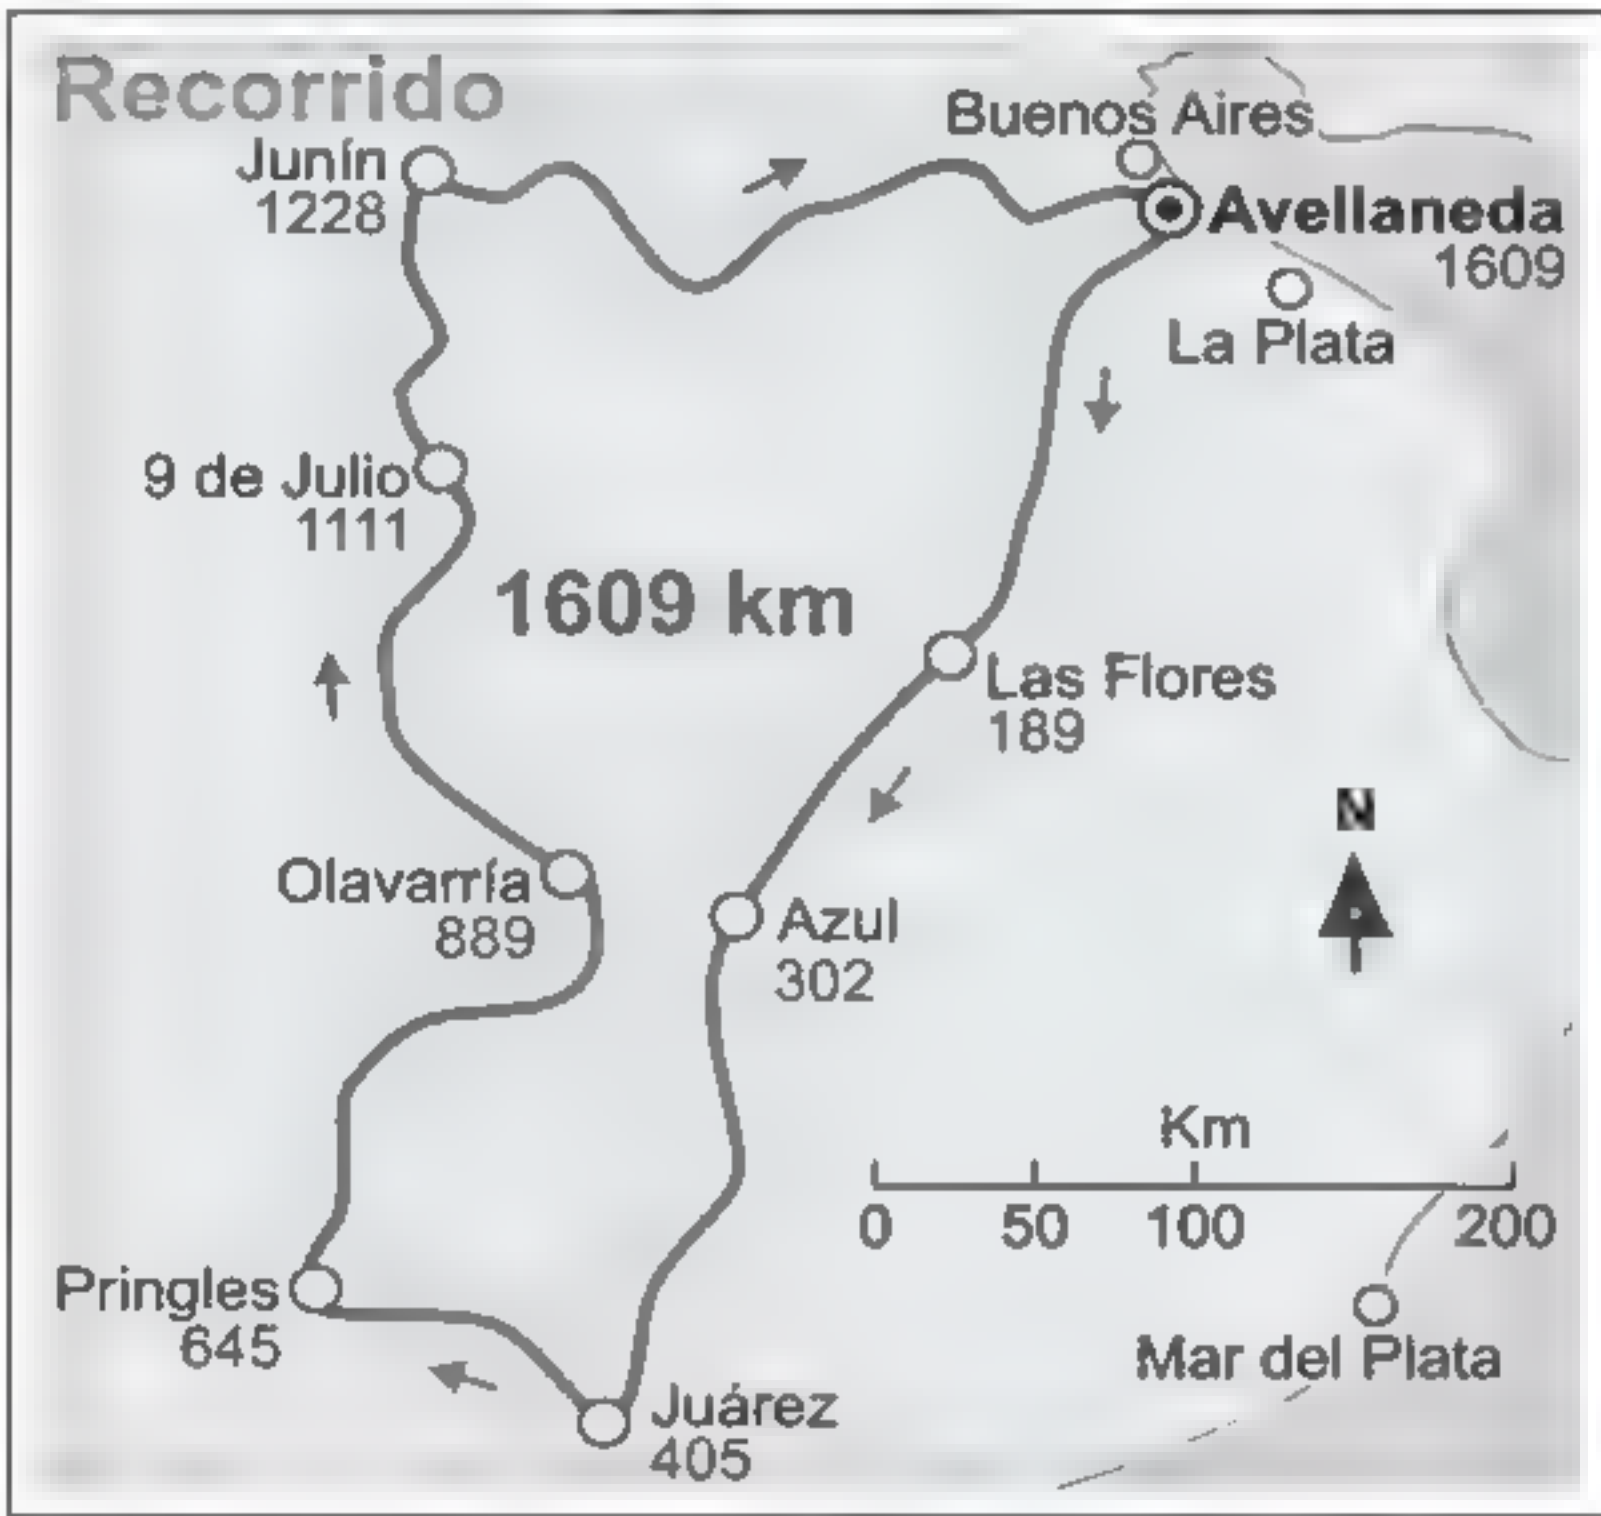 Recorrido
Buenos Aires
Junín
1228
Avellaneda
1609
La Plata
9 de Julio
1111
1609 km
Las Flores
189
N
Olavarría
889
Azul
302
Km
0 50 100 200
Pringles
645
Mar del Plata
Juárez
405